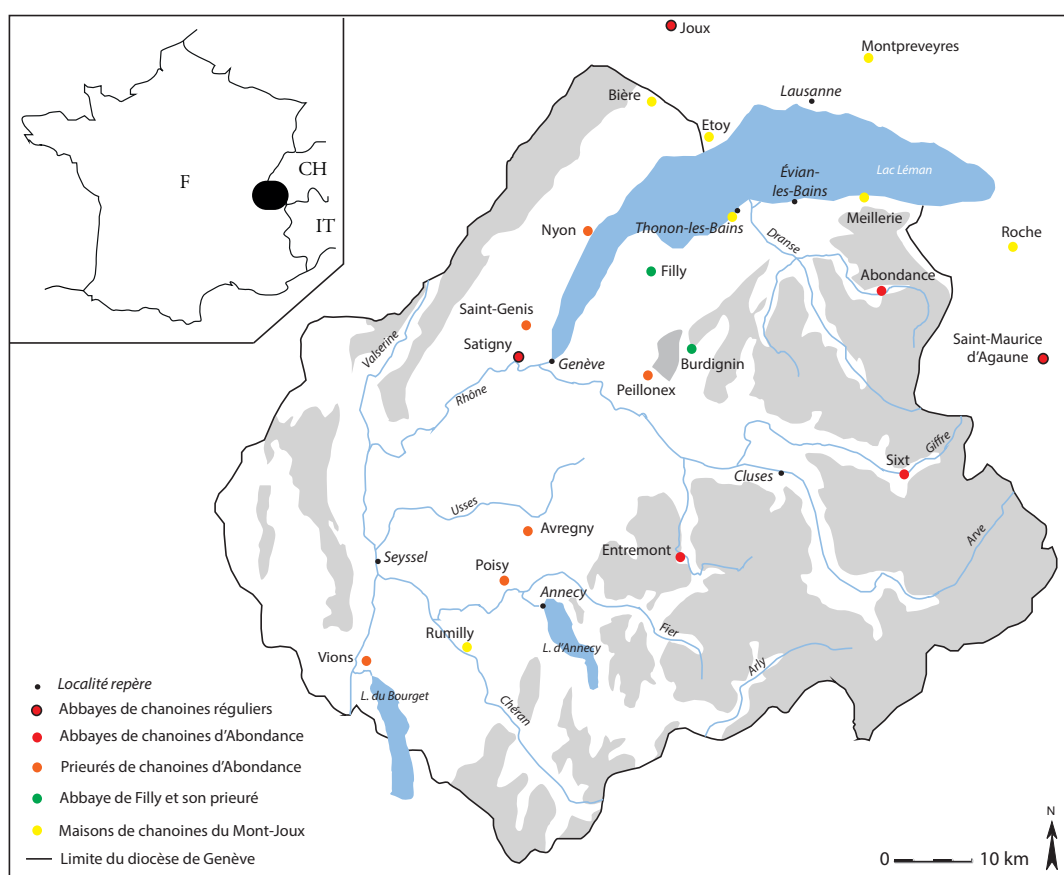 F
CH
IT
Joux
Montpreveyres
Bière
Lausanne
Etoy
Lac Léman
Évian-
les-Bains
Meillerie
Nyon
Thonon-les-Bains
Dranse
Roche
Filly
Abondance
Saint-Genis
Satigny
Valserine
Genève
Burdignin
Saint-Maurice
d'Agaune
Rhône
Peillonex
Giffre
Sixt
Cluses
Usses
Avregny
Arve
Entremont
Seyssel
Poisy
Annecy
Rumilly
Fier
L. d'Annecy
Arly
Vions
L. du Bourget
Chéran
Localité repère
Abbayes de chanoines réguliers
Abbayes de chanoines d'Abondance
Prieurés de chanoines d'Abondance
Abbaye de Filly et son prieuré
Maisons de chanoines du Mont-Joux
Limite du diocèse de Genève
N
0 10 km